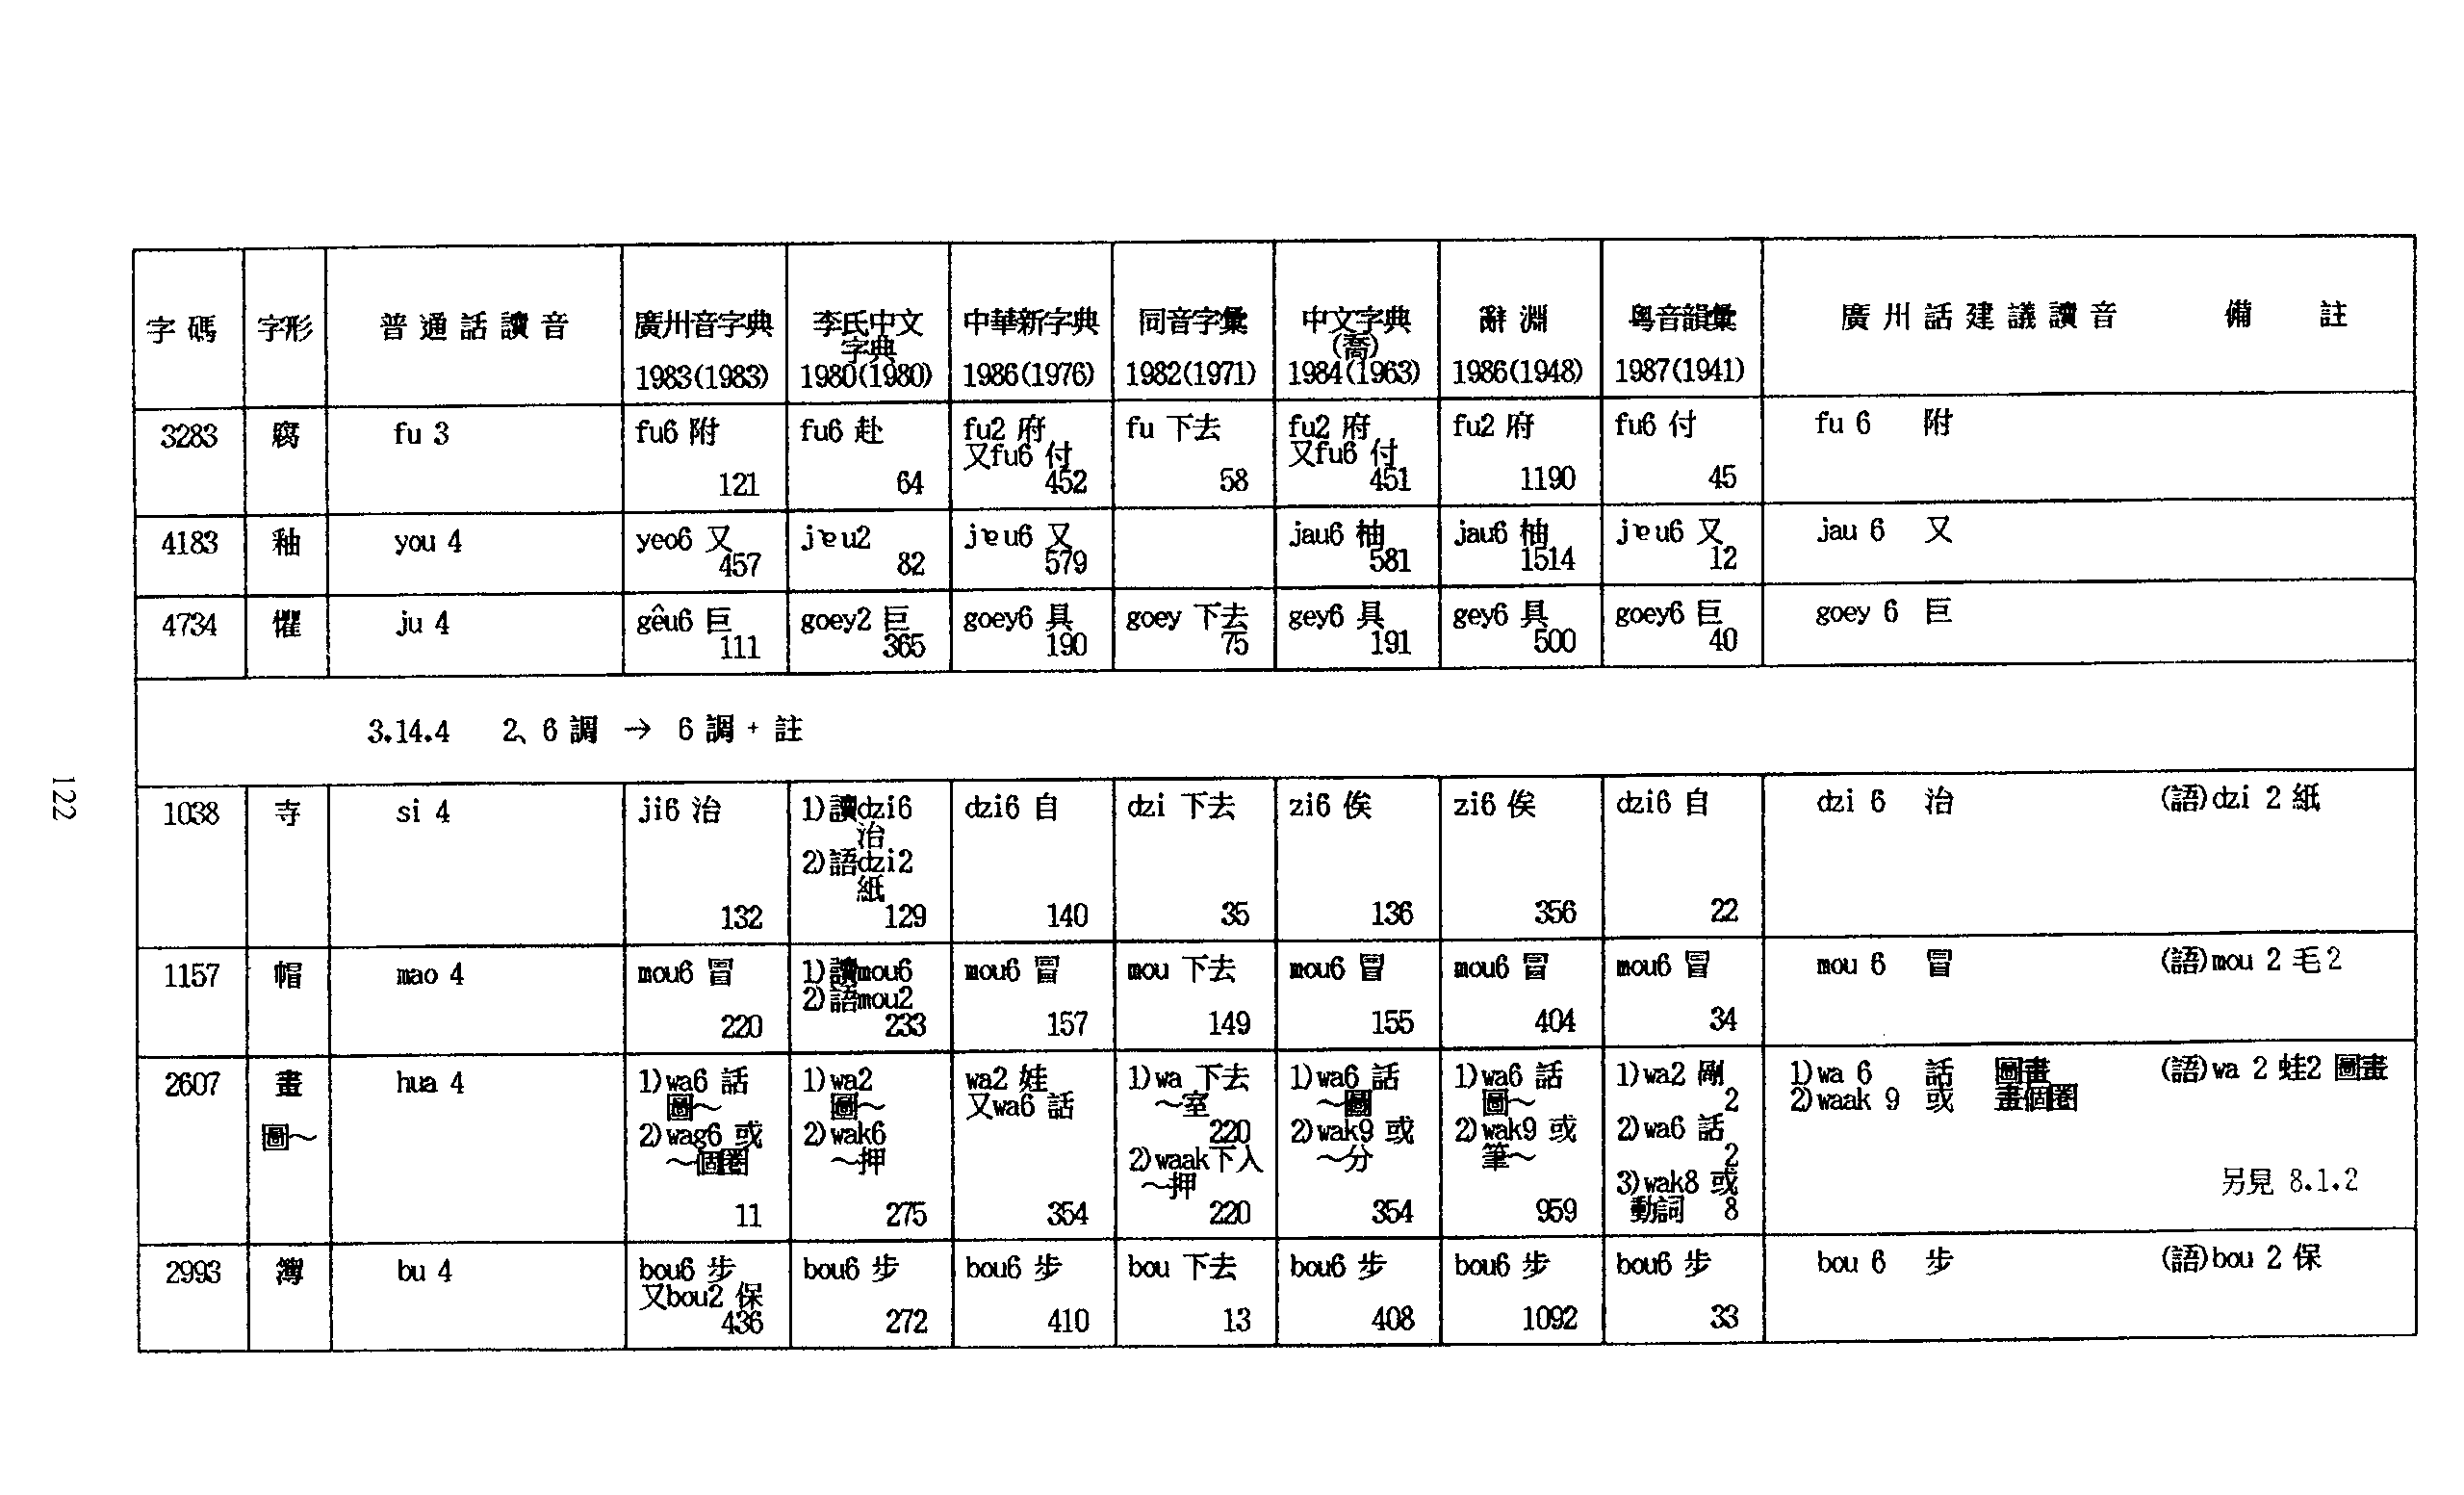 字碼 字形 普通話讀音 廣州音字典 李氏中文 中華新字典 同音字彙 中文字典 辭淵 粵音韻彙 廣州話建議讀音 備註
字典 (喬)
1983(1983) 1980(1980) 1986(1976) 1982(1971) 1984(1963) 1986(1948) 1987(1941)
3283 腐 fu 3 fu6 附 fu6 赴 fu2 府 fu 下去 fu2 府 fu2 府 fu6 付 fu 6 附
又fu6 付 又fu6 付
121 64 452 58 451 1190 45
4183 釉 you 4 yeo6 又 jɐu2 jɐu6 又 jau6 柚 jau6 柚 jɐu6 又 jau 6 又
457 82 579 581 1514 12
4734 懼 ju 4 gêu6 巨 goey2 巨 goey6 具 goey 下去 gey6 具 gey6 具 goey6 巨 goey 6 巨
111 365 190 75 191 500 40
3.14.4 2、6 調 → 6 調 + 註
1038 寺 si 4 ji6 治 1)讀dzi6 dzi6 自 dzi 下去 zi6 俟 zi6 俟 dzi6 自 dzi 6 治 (語)dzi 2 紙
治
2)語dzi2
紙
132 129 140 35 136 356 22
1157 帽 mao 4 mou6 冒 1)讀mou6 mou6 冒 mou 下去 mou6 冒 mou6 冒 mou6 冒 mou 6 冒 (語)mou 2 毛2
2)語mou2
220 233 157 149 155 404 34
2607 畫 hua 4 1)wa6 話 1)wa2 wa2 娃 1)wa 下去 1)wa6 話 1)wa6 話 1)wa2 剮 1)wa 6 話 圖畫 (語)wa 2 蛙2 圖畫
圖～ 圖～ 又wa6 話 ～室 ～圖 圖～ 2 2)waak 9 或 畫個圈
圖～ 2)wag6 或 2)wak6 220 2)wak9 或 2)wak9 或 2)wa6 話
～個圈 ～押 2)waak下入 ～分 筆～ 2
～押 3)wak8 或 另見 8.1.2
11 275 354 220 354 959 動詞 8
2993 簿 bu 4 bou6 步 bou6 步 bou6 步 bou 下去 bou6 步 bou6 步 bou6 步 bou 6 步 (語)bou 2 保
又bou2 保
436 272 410 13 408 1092 33
122